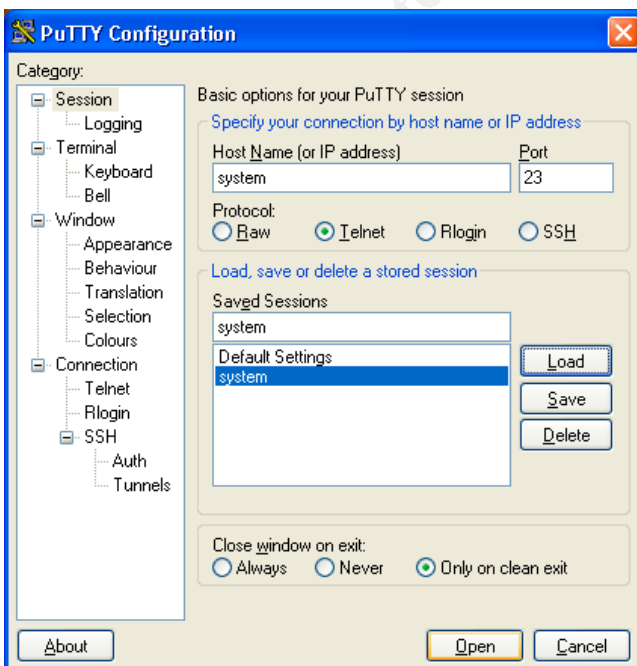 PuTTY Configuration
Category:
Session
Logging
Terminal
Keyboard
Bell
Window
Appearance
Behaviour
Translation
Selection
Colours
Connection
Telnet
Rlogin
SSH
Auth
Tunnels
Basic options for your PuTTY session
Specify your connection by host name or IP address
Host Name (or IP address) Port
system 23
Protocol:
Raw Telnet Rlogin SSH
Load, save or delete a stored session
Saved Sessions
system
Default Settings
system
Load
Save
Delete
Close window on exit:
Always Never Only on clean exit
About Open Cancel